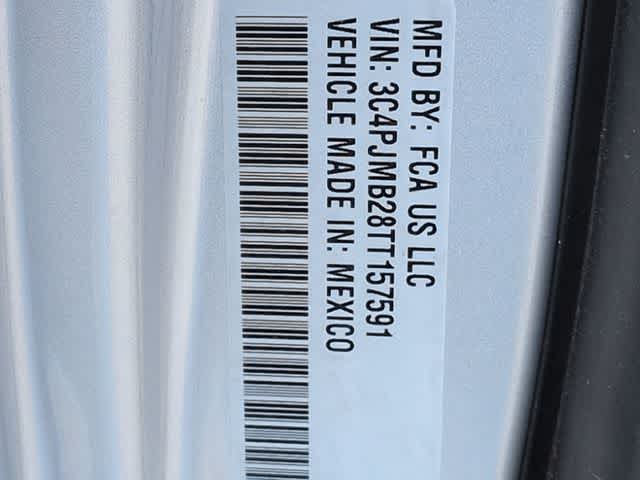 MFD BY: FCA US LLC
VIN: 3C4PJMB28TT157591
VEHICLE MADE IN: MEXICO